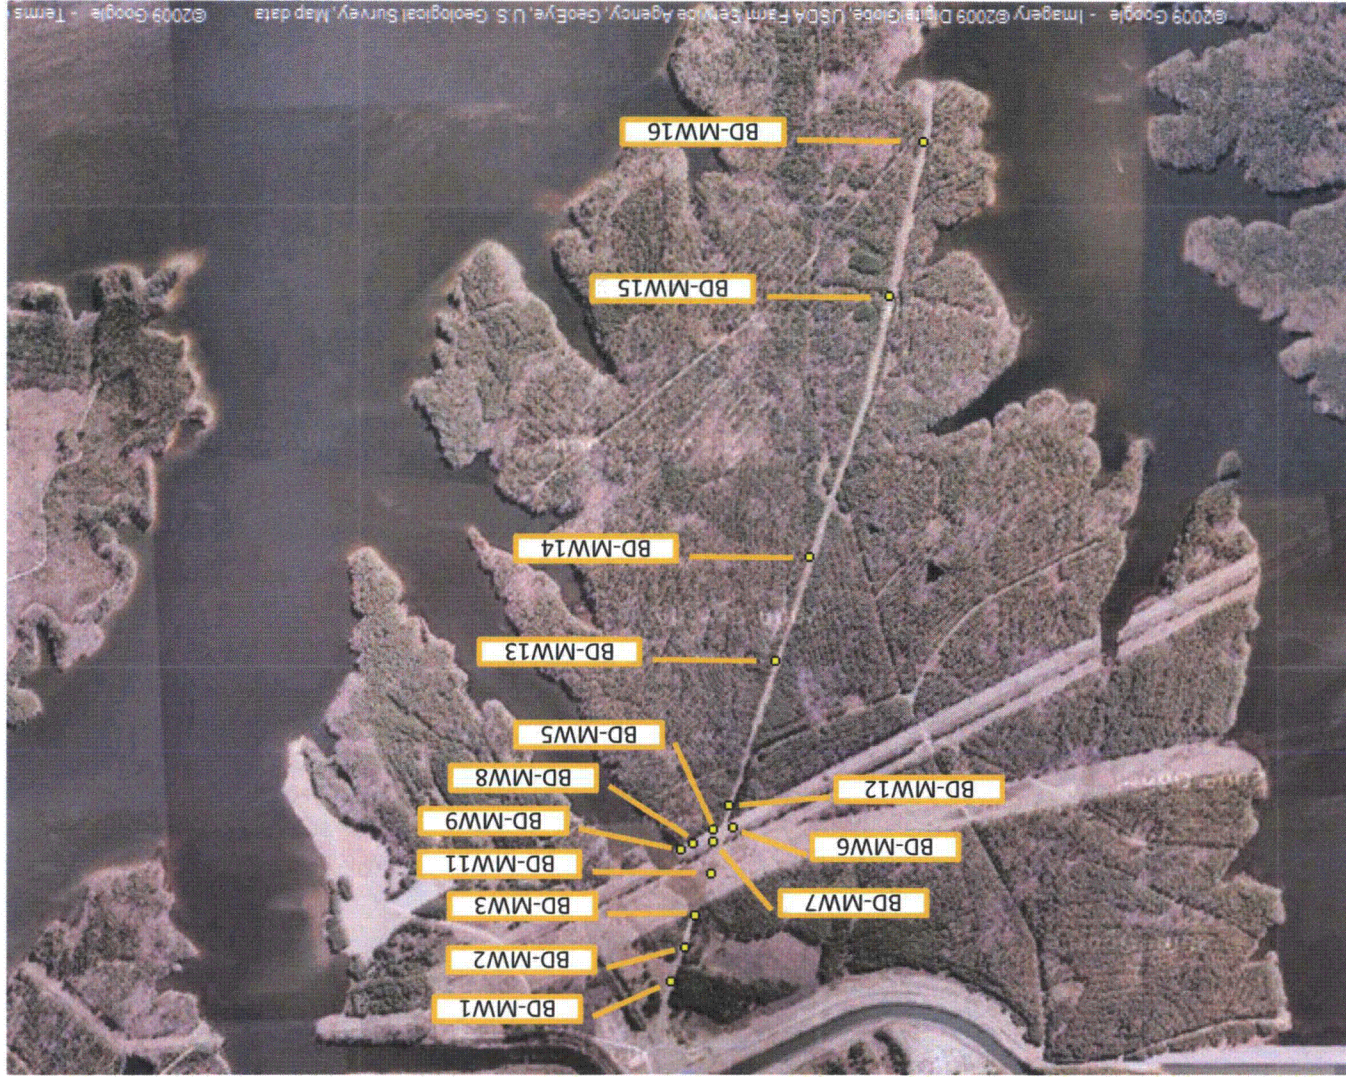 BD-MW1
BD-MW2
BD-MW3
BD-MW7
BD-MW11
BD-MW6
BD-MW9
BD-MW12
BD-MW8
BD-MW5
BD-MW13
BD-MW14
BD-MW15
BD-MW16
©2009 Google - Imagery ©2009 DigitalGlobe, USDA Farm Service Agency, GeoEye, U.S. Geological Survey, Map data ©2009 Google - Terms